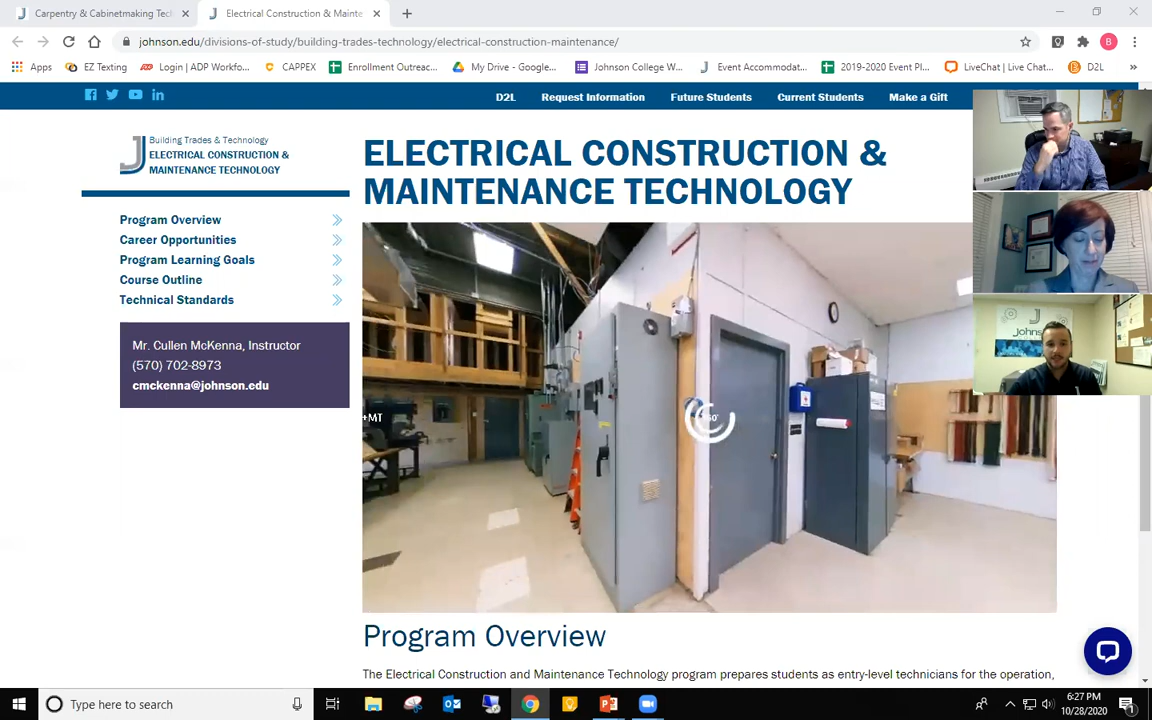 Carpentry & Cabinetmaking Tec
Electrical Construction & Mainte
johnson.edu/divisions-of-study/building-trades-technology/electrical-construction-maintenance/
B
Apps
EZ Texting
Login | ADP Workfo...
CAPPEX
Enrollment Outreac...
My Drive - Google...
Johnson College W...
Event Accommodat...
2019-2020 Event Pl...
LiveChat | Live Chat...
D2L
D2L
Request Information
Future Students
Current Students
Make a Gift
Building Trades & Technology
ELECTRICAL CONSTRUCTION &
MAINTENANCE TECHNOLOGY
Program Overview
Career Opportunities
Program Learning Goals
Course Outline
Technical Standards
Mr. Cullen McKenna, Instructor
(570) 702-8973
cmckenna@johnson.edu
ELECTRICAL CONSTRUCTION &
MAINTENANCE TECHNOLOGY
Program Overview
The Electrical Construction and Maintenance Technology program prepares students as entry-level technicians for the operation,
Type here to search
6:27 PM
10/28/2020
1